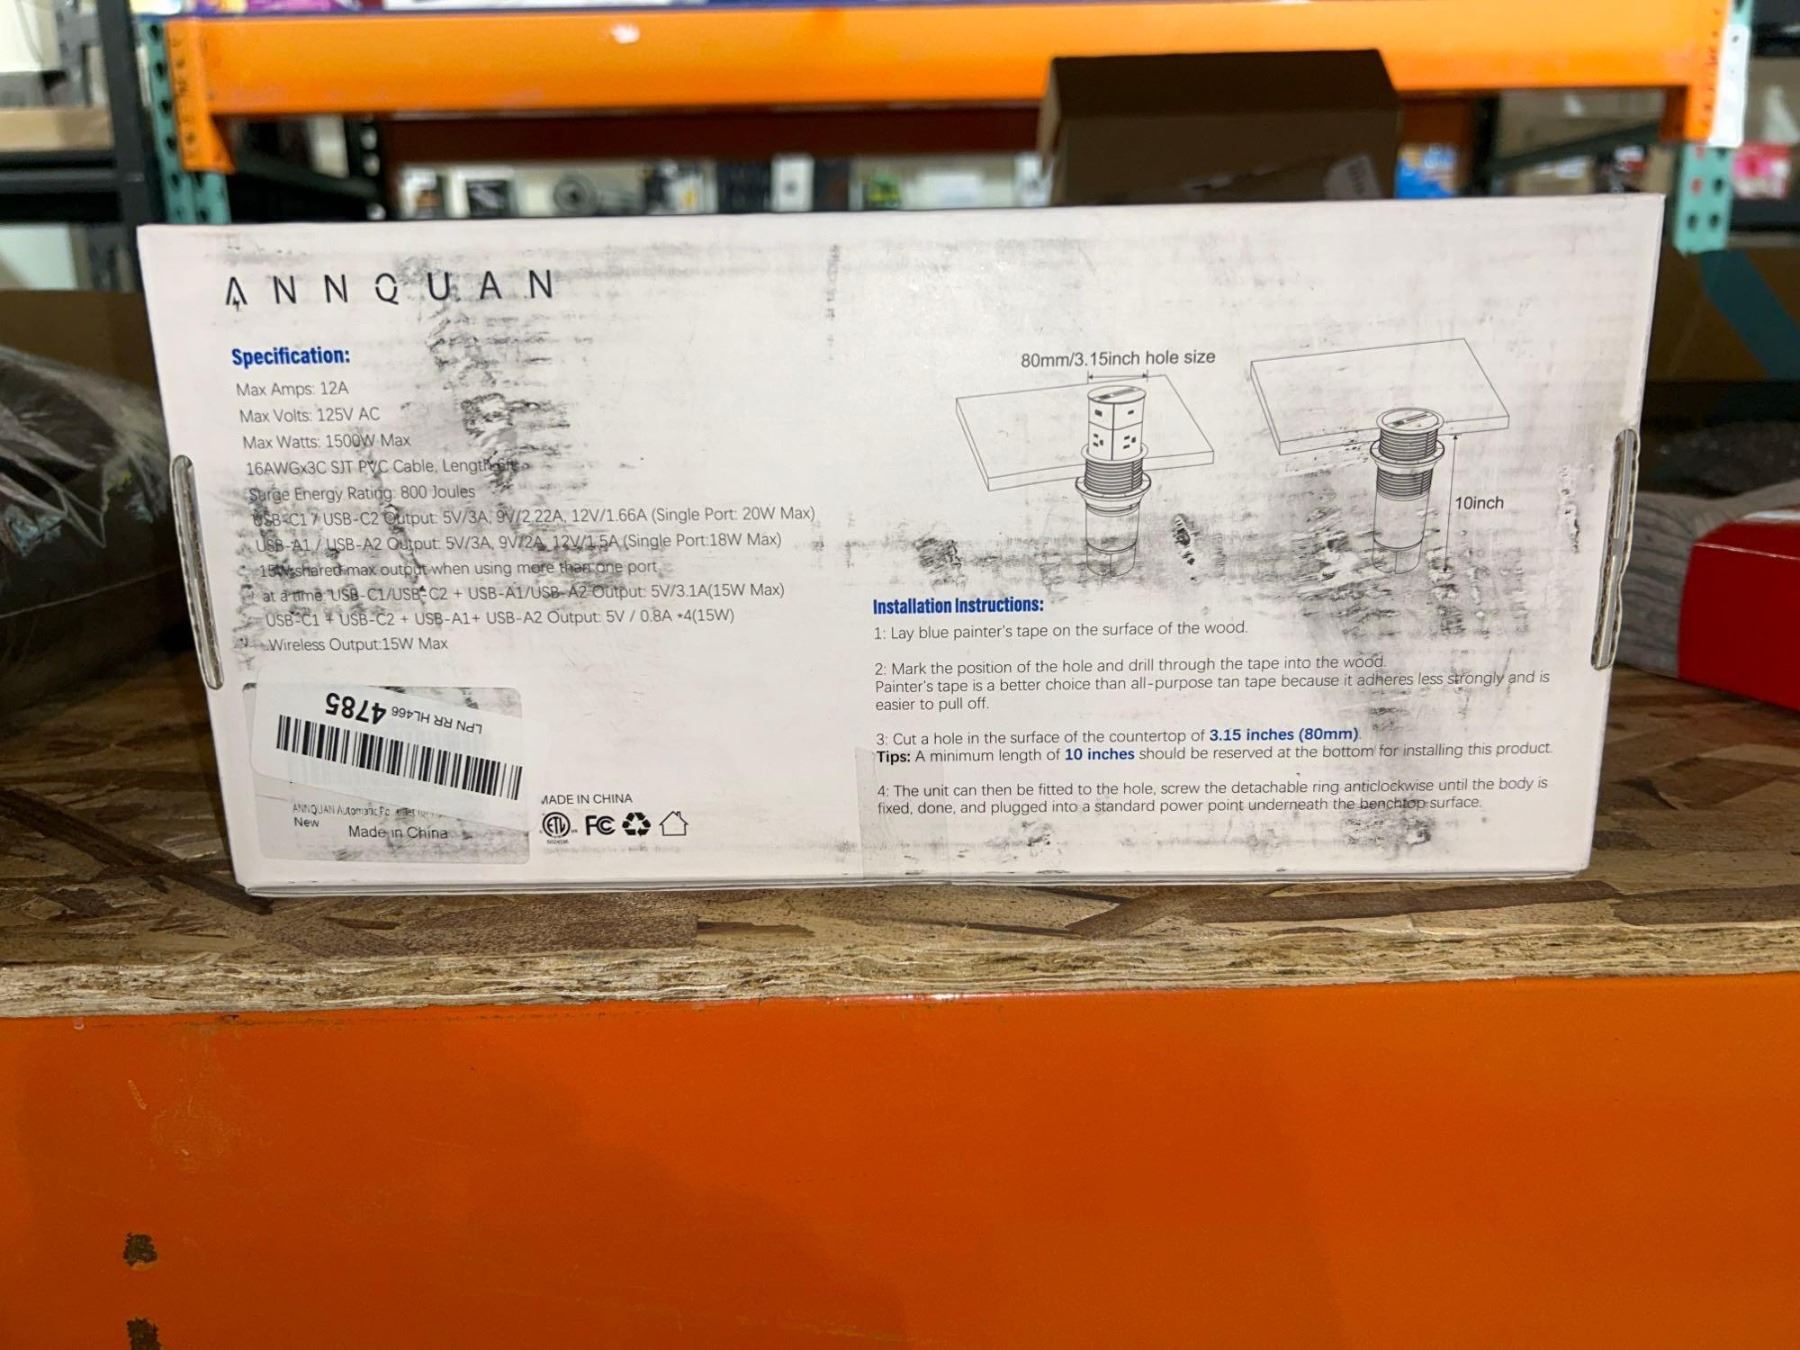 ANNQUAN
Specification:
Max Amps: 12A
Max Volts: 125V AC
Max Watts: 1500W Max
16AWGx3C SJT PVC Cable, Length
Surge Energy Rating: 800 Joules
USB-C1 / USB-C2 Output: 5V/3A, 9V/2.22A, 12V/1.66A (Single Port: 20W Max)
USB-A1 / USB-A2 Output: 5V/3A, 9V/2A, 12V/1.5A (Single Port:18W Max)
15W shared max output when using more than one port
at a time USB-C1/USB-C2 + USB-A1/USB-A2 Output: 5V/3.1A(15W Max)
USB-C1 + USB-C2 + USB-A1+ USB-A2 Output: 5V / 0.8A *4(15W)
Wireless Output:15W Max
LPN RR HL466 4785
ANNQUAN Automatic
New
Made in China
MADE IN CHINA
ETL
FC
80mm/3.15inch hole size
10inch
Installation Instructions:
1: Lay blue painter's tape on the surface of the wood.
2: Mark the position of the hole and drill through the tape into the wood.
Painter's tape is a better choice than all-purpose tan tape because it adheres less strongly and is
easier to pull off.
3: Cut a hole in the surface of the countertop of 3.15 inches (80mm).
Tips: A minimum length of 10 inches should be reserved at the bottom for installing this product.
4: The unit can then be fitted to the hole, screw the detachable ring anticlockwise until the body is
fixed, done, and plugged into a standard power point underneath the benchtop surface.